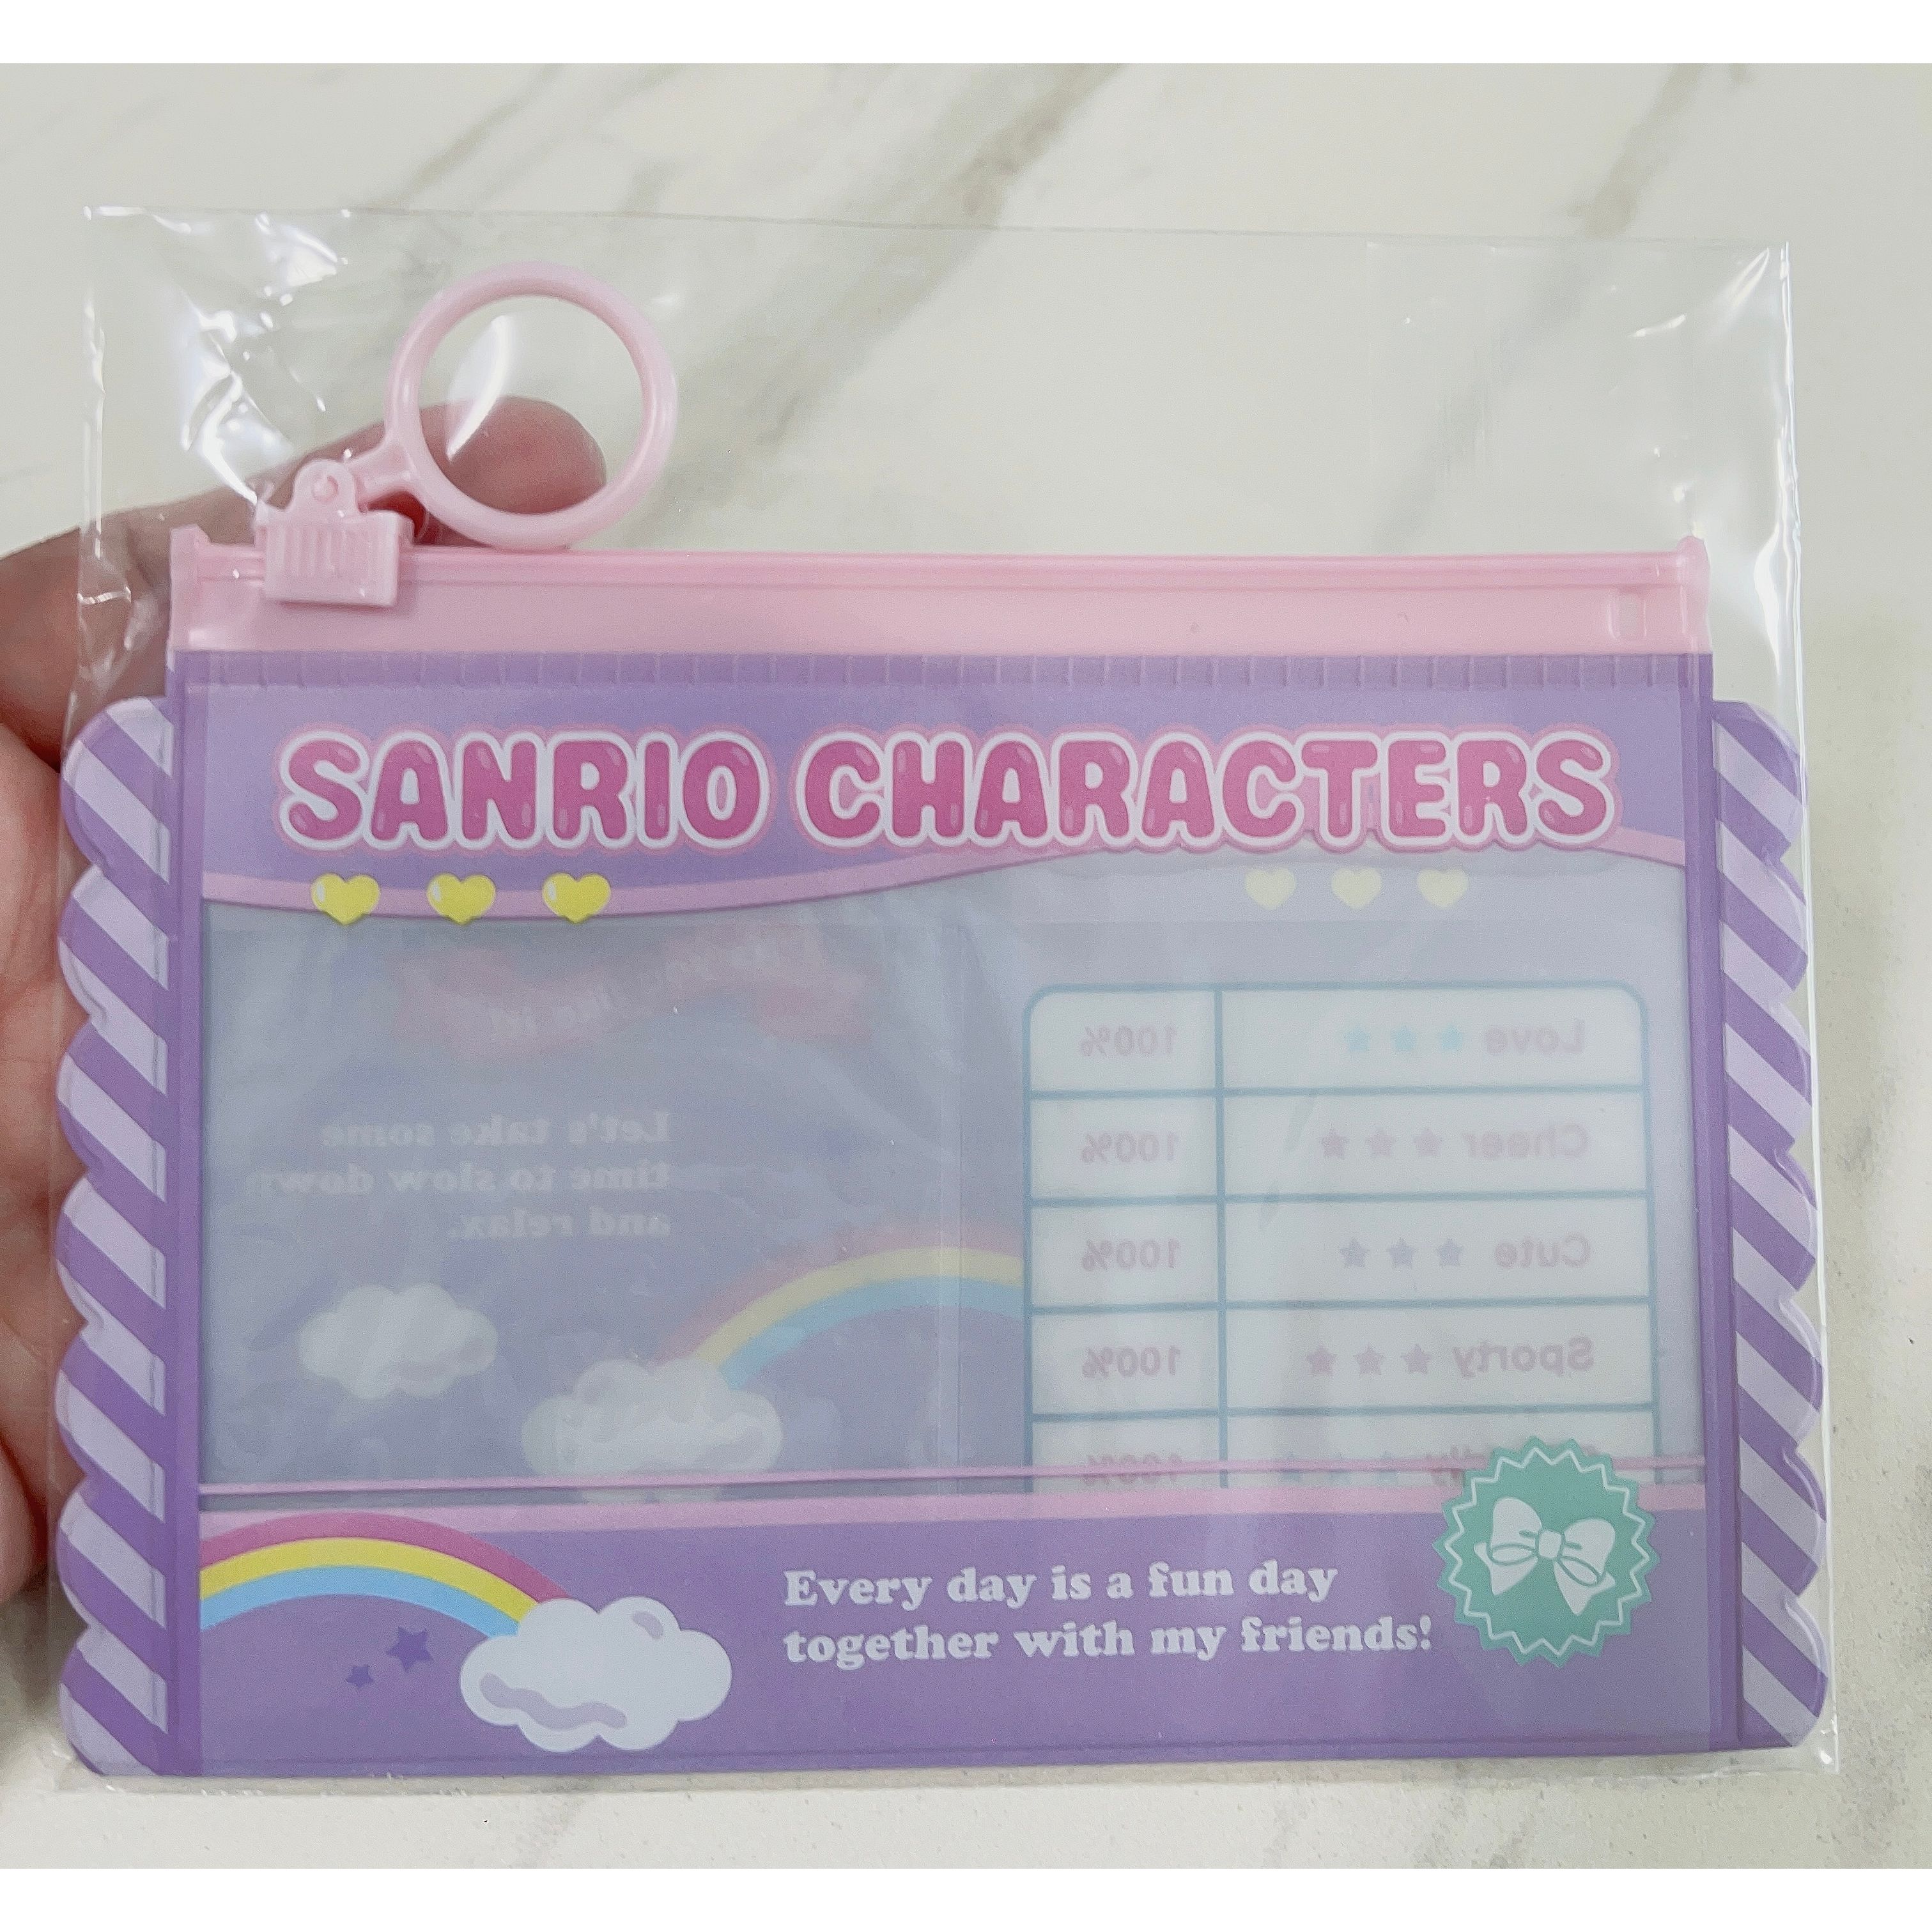 SANRIO CHARACTERS
Let's take some
time to slow down
and relax.
Love 100%
Cheer 100%
Cute 100%
Sporty 100%
100%
Every day is a fun day
together with my friends!